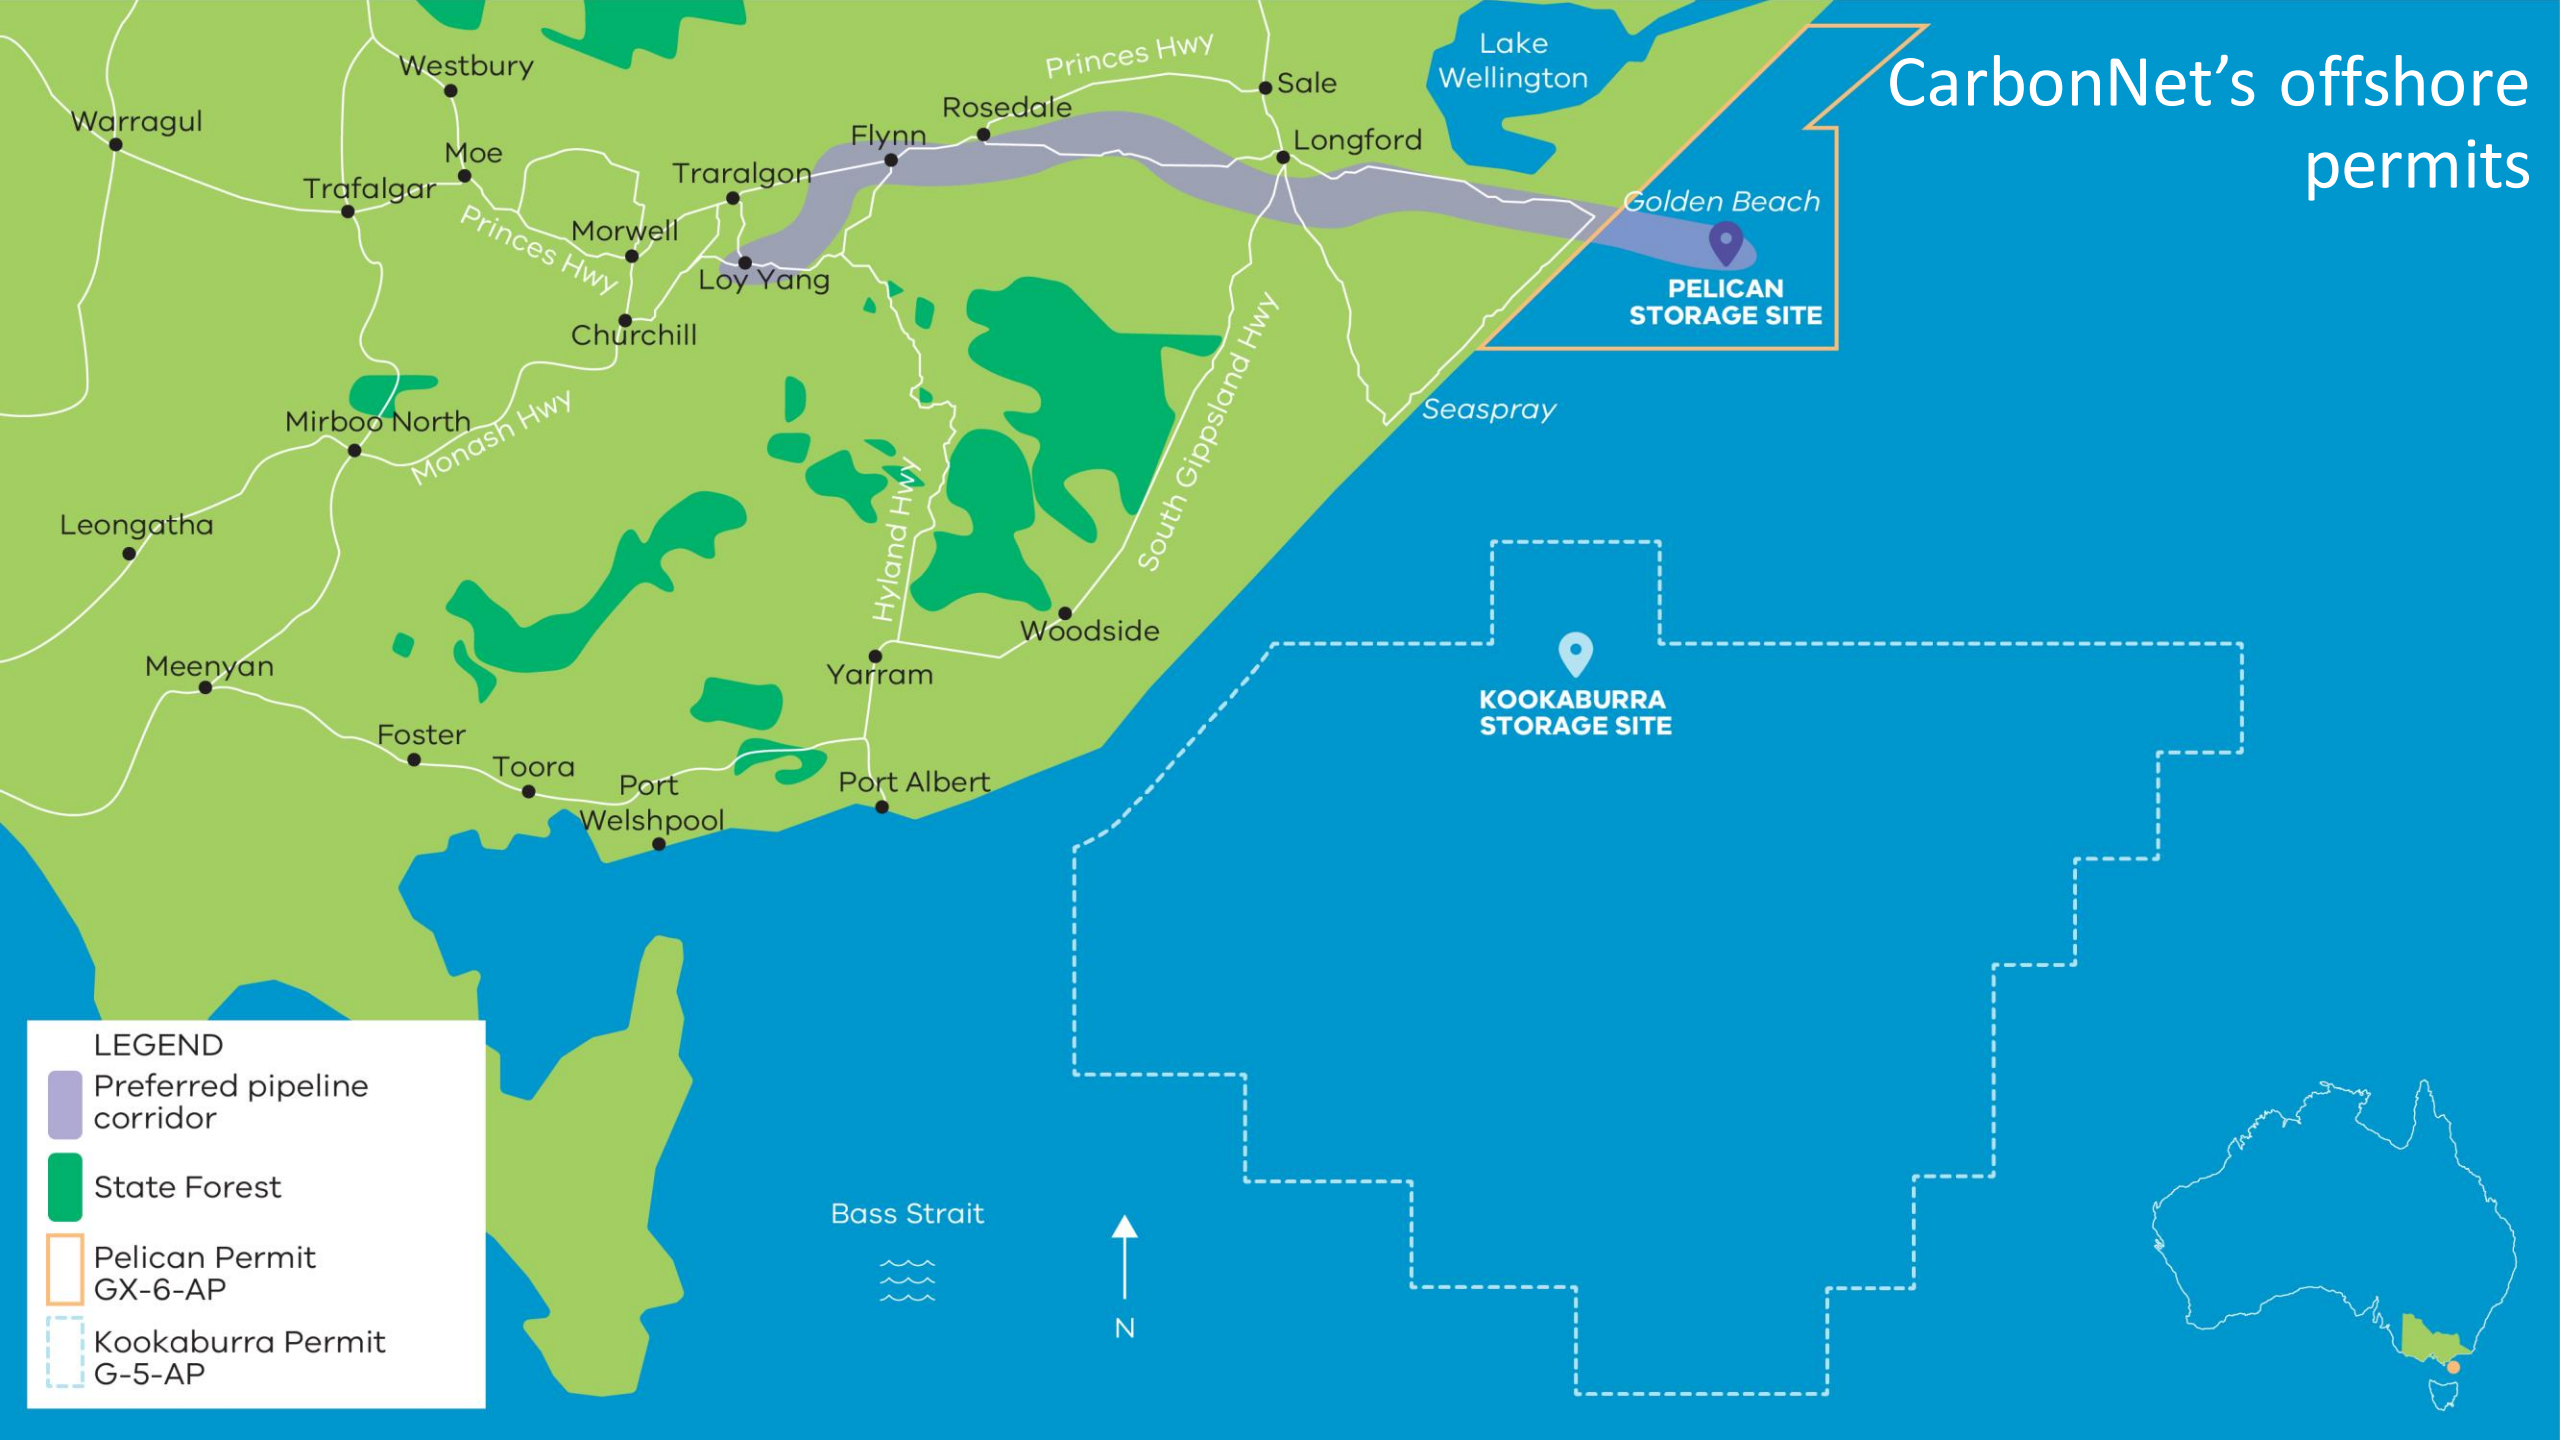 CarbonNet's offshore
permits
Westbury
Warragul
Moe
Trafalgar
Princes Hwy
Morwell
Traralgon
Loy Yang
Churchill
Flynn
Rosedale
Princes Hwy
Sale
Longford
Lake
Wellington
Golden Beach
PELICAN
STORAGE SITE
Seaspray
Mirboo North
Monash Hwy
Leongatha
Hyland Hwy
South Gippsland Hwy
Woodside
Yarram
Meenyan
Foster
Toora
Port
Welshpool
Port Albert
KOOKABURRA
STORAGE SITE
Bass Strait
N
LEGEND
Preferred pipeline
corridor
State Forest
Pelican Permit
GX-6-AP
Kookaburra Permit
G-5-AP